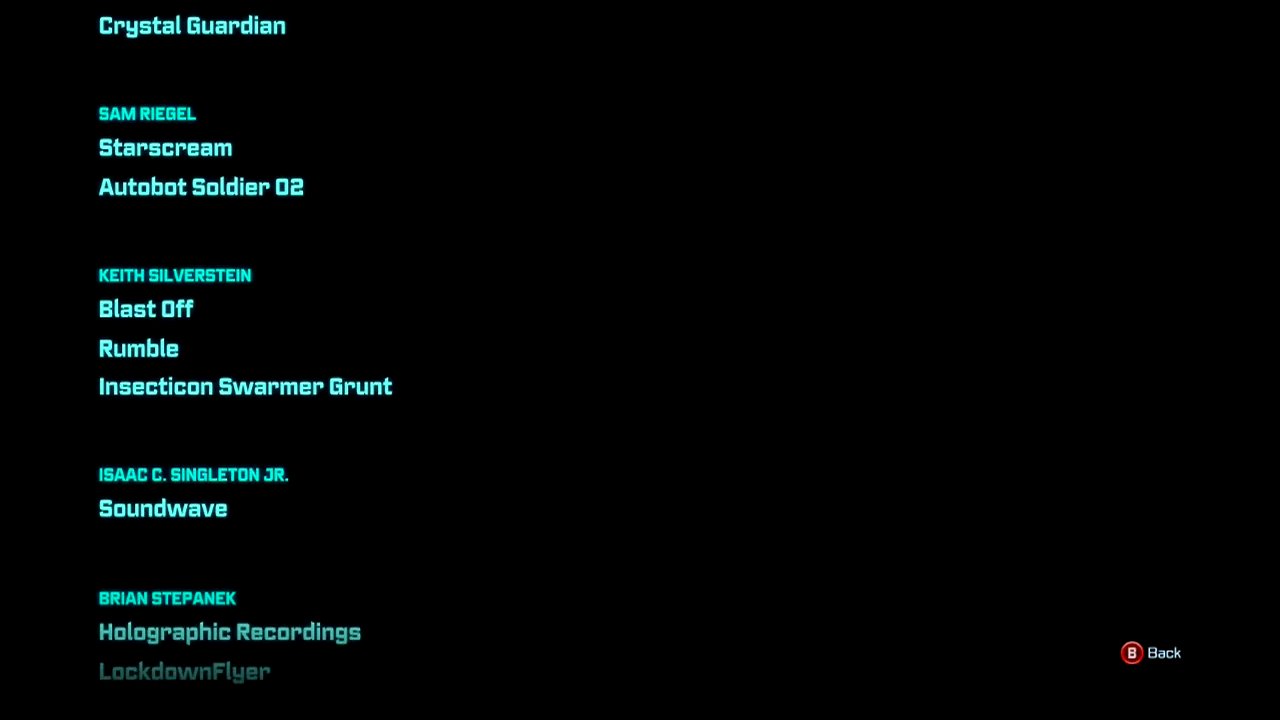 Crystal Guardian
SAM RIEGEL
Starscream
Autobot Soldier 02
KEITH SILVERSTEIN
Blast Off
Rumble
Insecticon Swarmer Grunt
ISAAC C. SINGLETON JR.
Soundwave
BRIAN STEPANEK
Holographic Recordings
LockdownFlyer
B Back